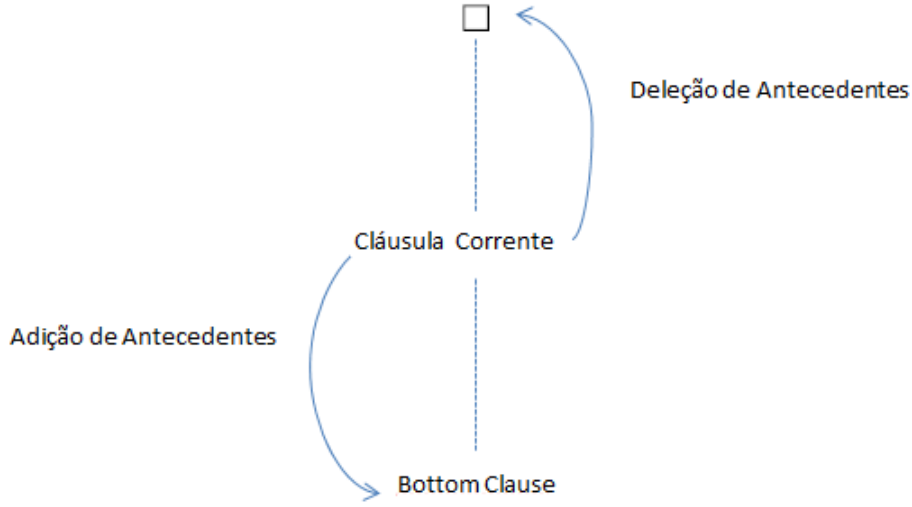 Deleção de Antecedentes
Cláusula Corrente
Adição de Antecedentes
Bottom Clause